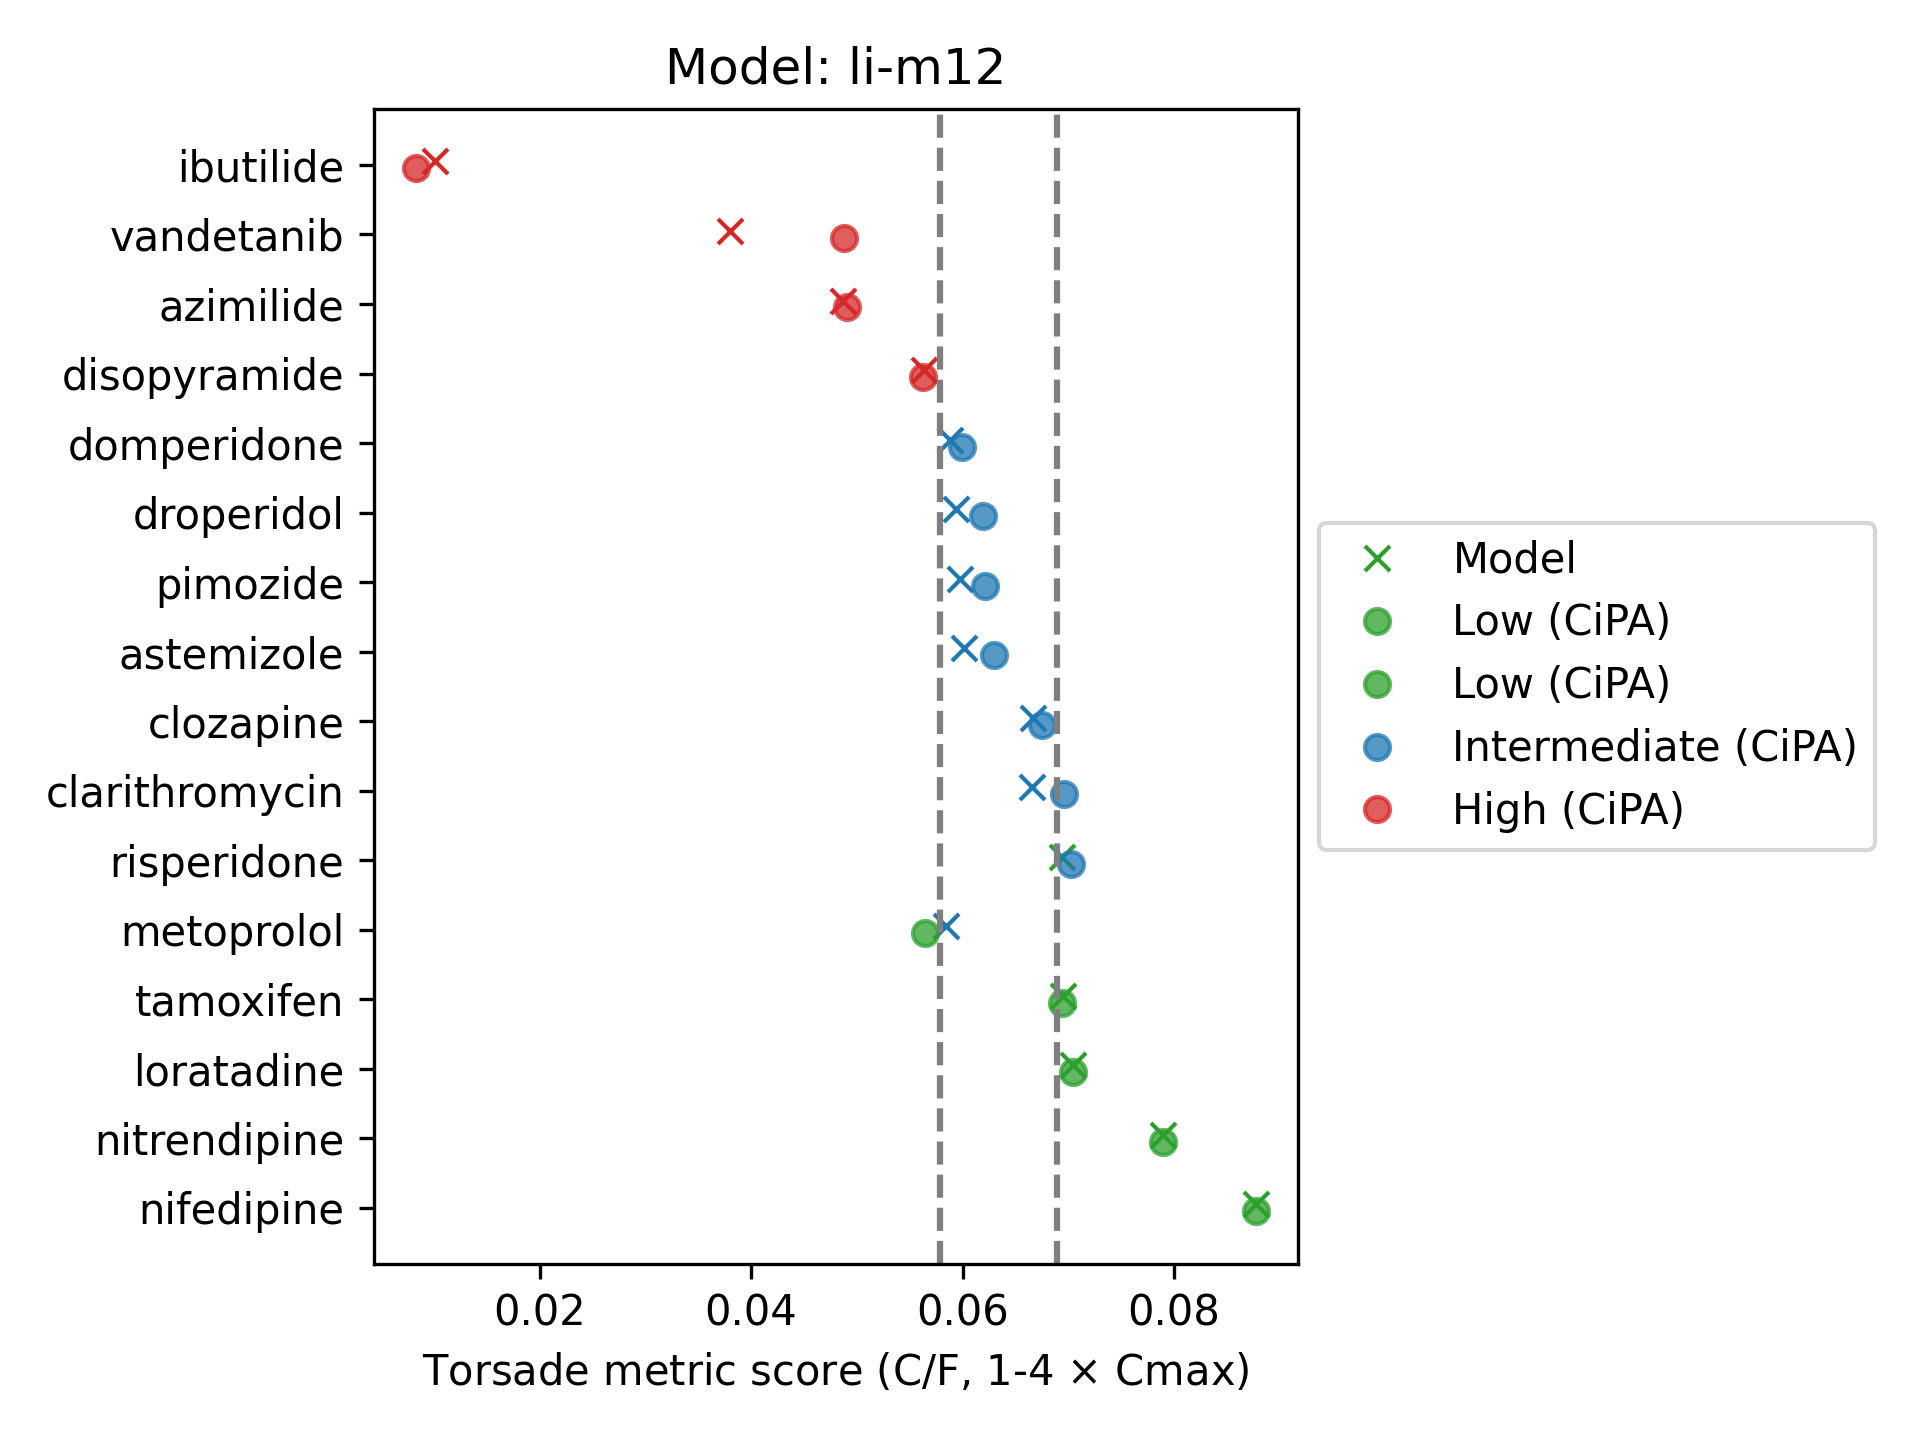 Model: li-m12
ibutilide
vandetanib
azimilide
disopyramide
domperidone
droperidol
pimozide
astemizole
clozapine
clarithromycin
risperidone
metoprolol
tamoxifen
loratadine
nitrendipine
nifedipine
0.02 0.04 0.06 0.08
Torsade metric score (C/F, 1-4 × Cmax)
Model
Low (CiPA)
Low (CiPA)
Intermediate (CiPA)
High (CiPA)